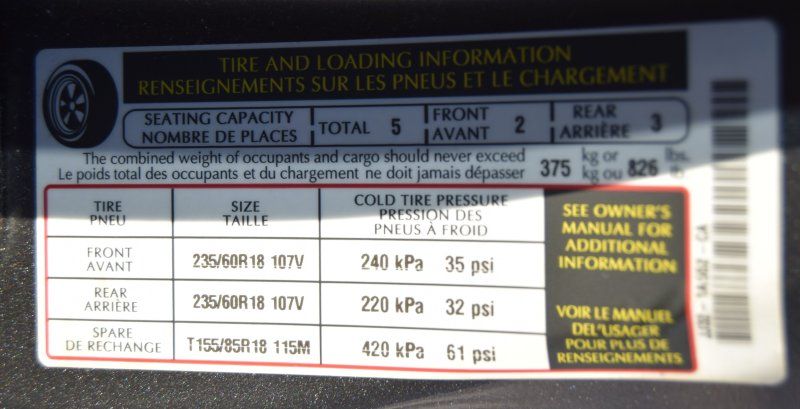 TIRE AND LOADING INFORMATION
RENSEIGNEMENTS SUR LES PNEUS ET LE CHARGEMENT
SEATING CAPACITY
NOMBRE DE PLACES
TOTAL 5
FRONT
AVANT 2
REAR
ARRIÈRE 3
The combined weight of occupants and cargo should never exceed 375 kg or 826 lbs.
Le poids total des occupants et du chargement ne doit jamais dépasser kg ou lb
TIRE
PNEU
SIZE
TAILLE
COLD TIRE PRESSURE
PRESSION DES
PNEUS À FROID
SEE OWNER'S
MANUAL FOR
ADDITIONAL
INFORMATION
FRONT
AVANT
235/60R18 107V
240 kPa 35 psi
REAR
ARRIÈRE
235/60R18 107V
220 kPa 32 psi
VOIR LE MANUEL
DEL'USAGER
POUR PLUS DE
RENSEIGNEMENTS
SPARE
DE RECHANGE
T155/85R18 115M
420 kPa 61 psi